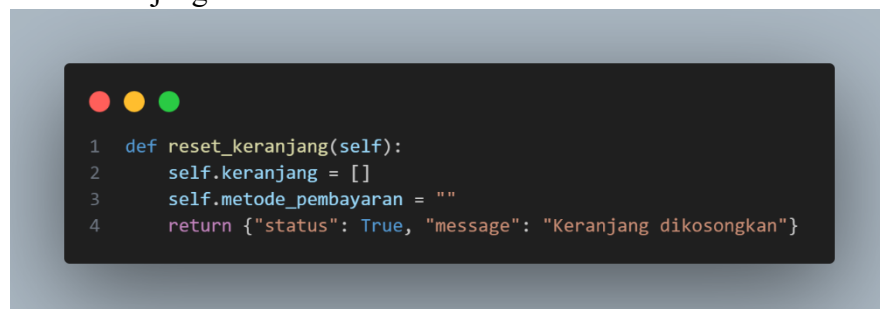 1 def reset_keranjang(self):
2     self.keranjang = []
3     self.metode_pembayaran = ""
4     return {"status": True, "message": "Keranjang dikosongkan"}